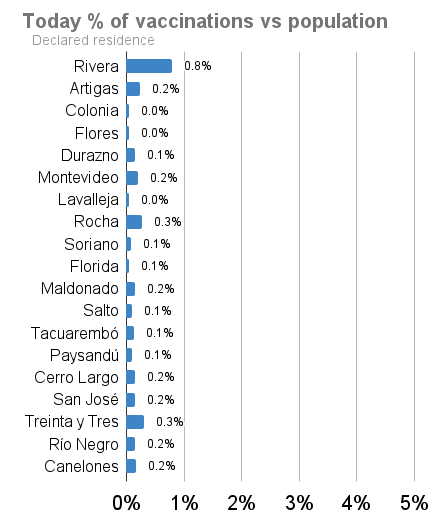 Today % of vaccinations vs population
Declared residence
Rivera 0.8%
Artigas 0.2%
Colonia 0.0%
Flores 0.0%
Durazno 0.1%
Montevideo 0.2%
Lavalleja 0.0%
Rocha 0.3%
Soriano 0.1%
Florida 0.1%
Maldonado 0.2%
Salto 0.1%
Tacuarembó 0.1%
Paysandú 0.1%
Cerro Largo 0.2%
San José 0.2%
Treinta y Tres 0.3%
Río Negro 0.2%
Canelones 0.2%
0% 1% 2% 3% 4% 5%